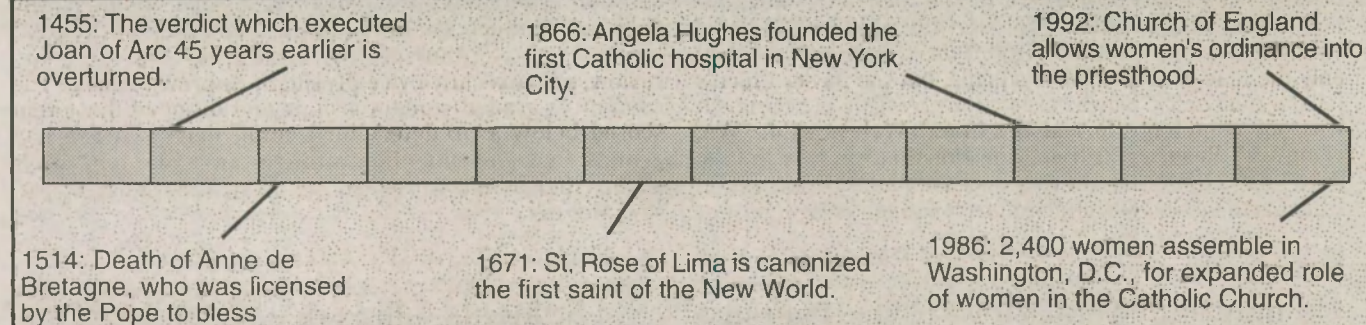 1455: The verdict which executed
Joan of Arc 45 years earlier is
overturned.
1866: Angela Hughes founded the
first Catholic hospital in New York
City.
1992: Church of England
allows women's ordinance into
the priesthood.
1514: Death of Anne de
Bretagne, who was licensed
by the Pope to bless
1671: St. Rose of Lima is canonized
the first saint of the New World.
1986: 2,400 women assemble in
Washington, D.C., for expanded role
of women in the Catholic Church.